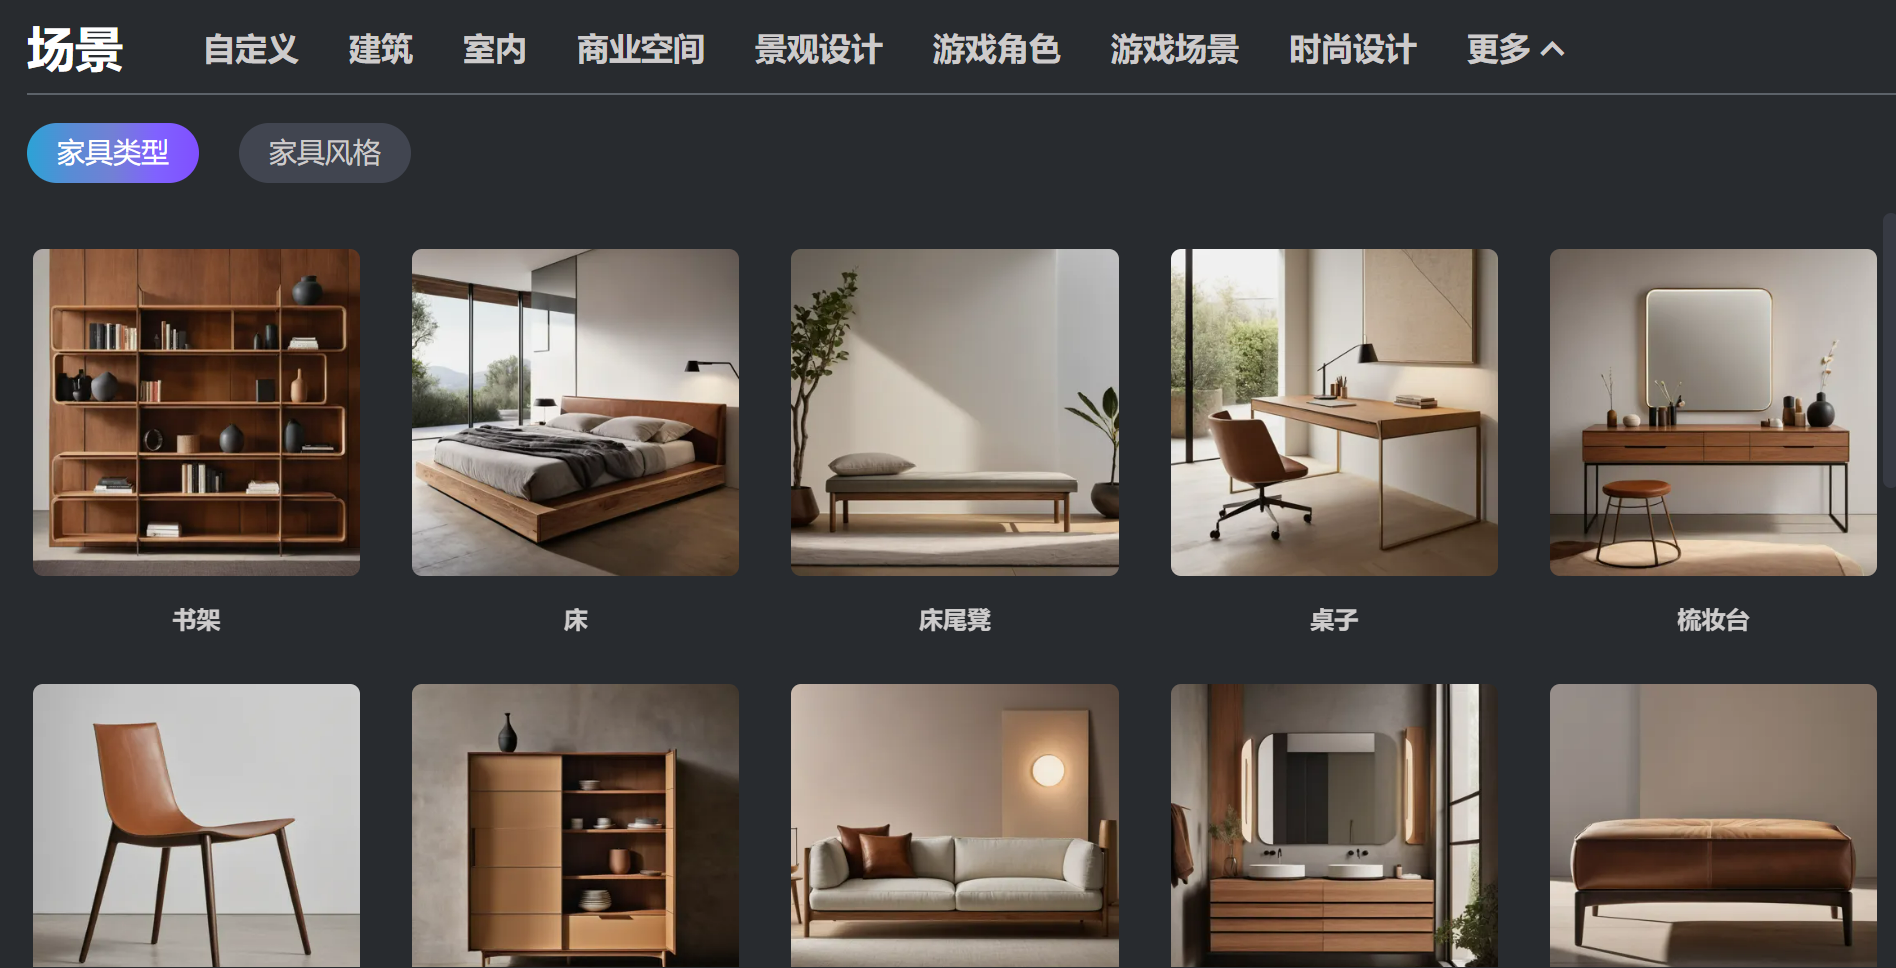 场景 自定义 建筑 室内 商业空间 景观设计 游戏角色 游戏场景 时尚设计 更多
家具类型 家具风格
书架 床 床尾凳 桌子 梳妆台